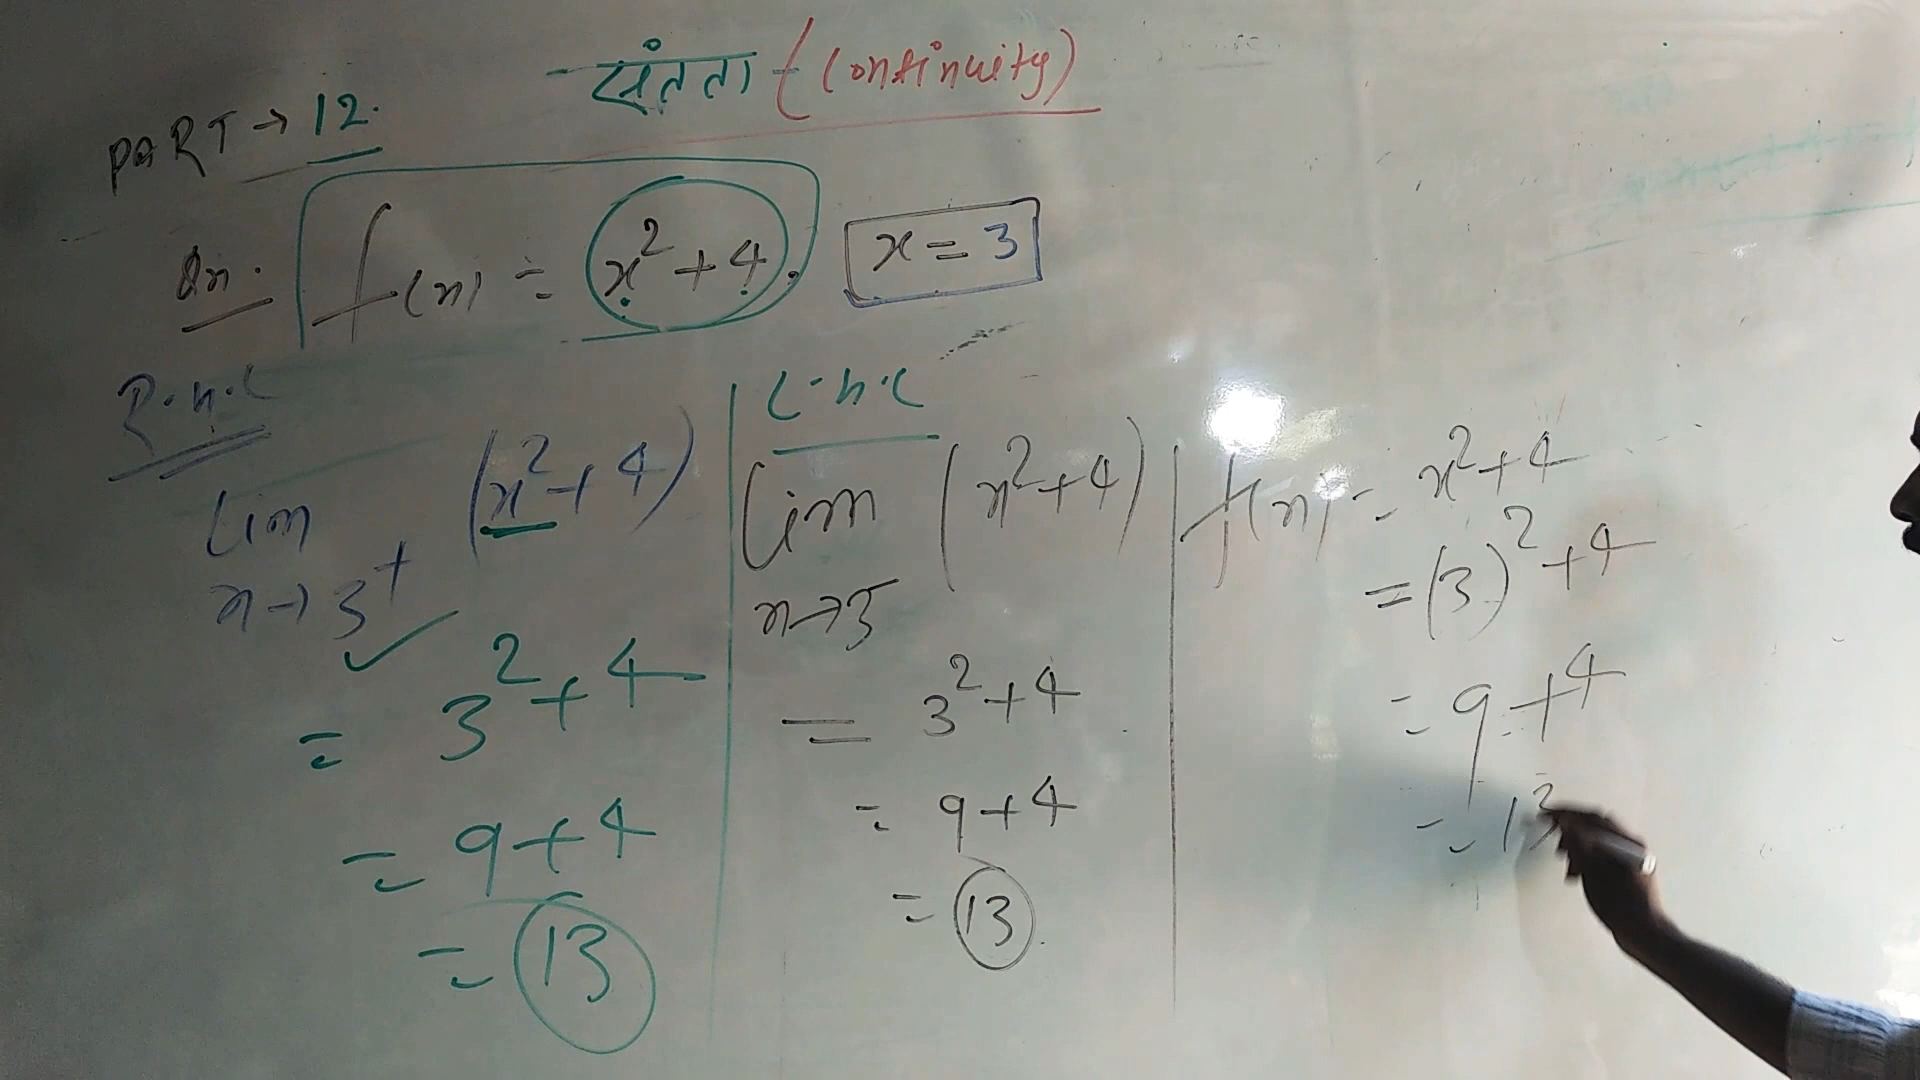 संतता (Continuity)
PART → 12.
Qn. f(x) = x²+4, x = 3
R.H.L
lim (x²+4)
x→3⁺
= 3²+4
= 9+4
= 13
L.H.L
lim (x²+4)
x→3⁻
= 3²+4
= 9+4
= 13
f(x) = x²+4
= (3)²+4
= 9+4
= 13